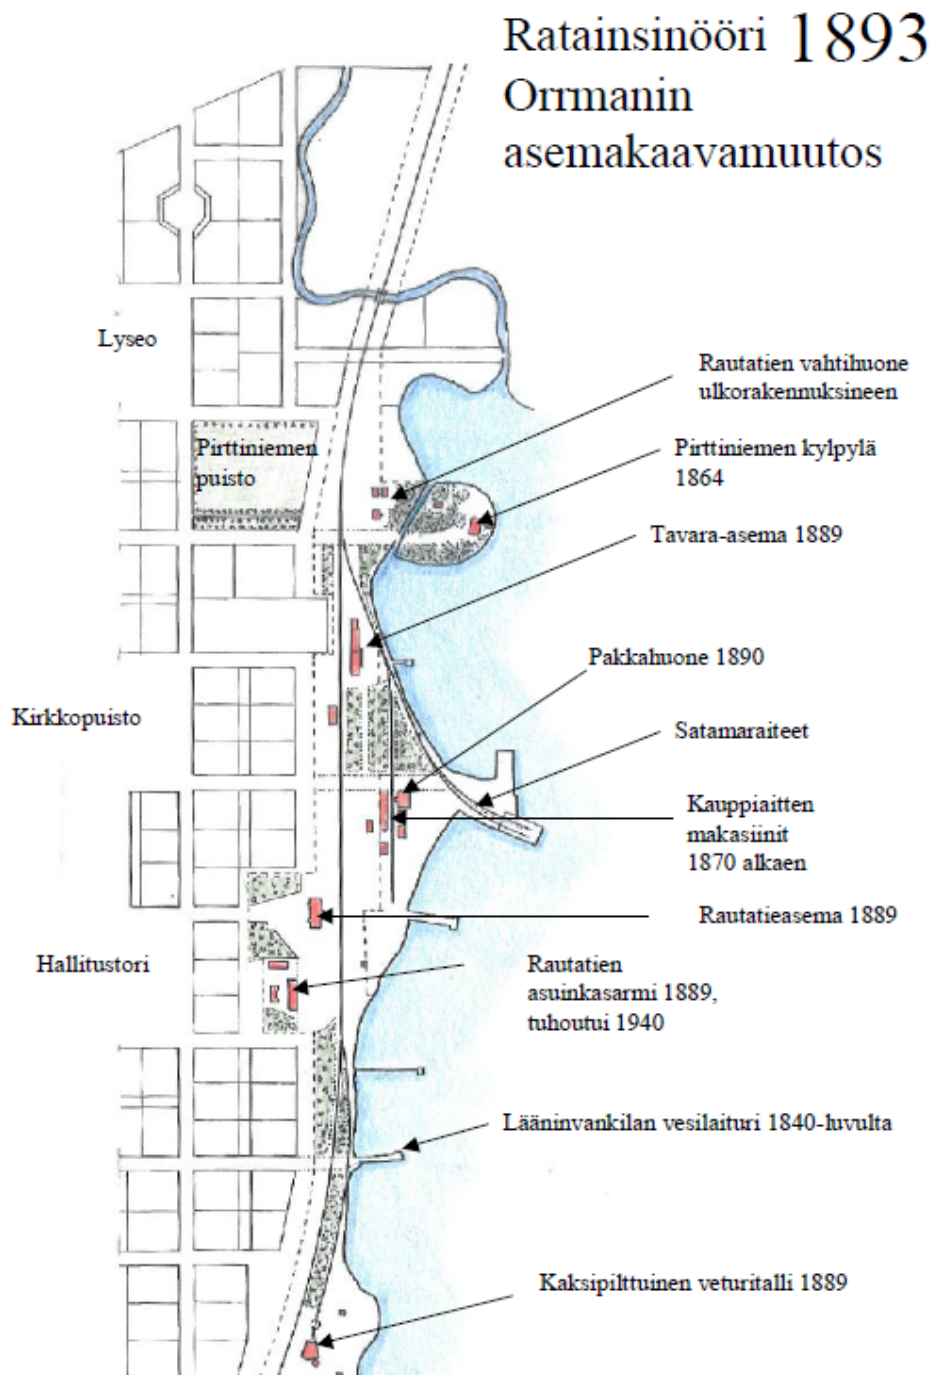 Ratainsinööri 1893
Orrmanin
asemakaavamuutos
Lyseo
Rautatien vahtihuone
ulkorakennuksineen
Pirttiniemen
puisto
Pirttiniemen kylpylä
1864
Tavara-asema 1889
Pakkahuone 1890
Kirkkopuisto
Satamaraiteet
Kauppiaitten
makasiinit
1870 alkaen
Rautatieasema 1889
Hallitustori
Rautatien
asuinkasarmi 1889,
tuhoutui 1940
Lääninvankilan vesilaituri 1840-luvulta
Kaksipilttuinen veturitalli 1889